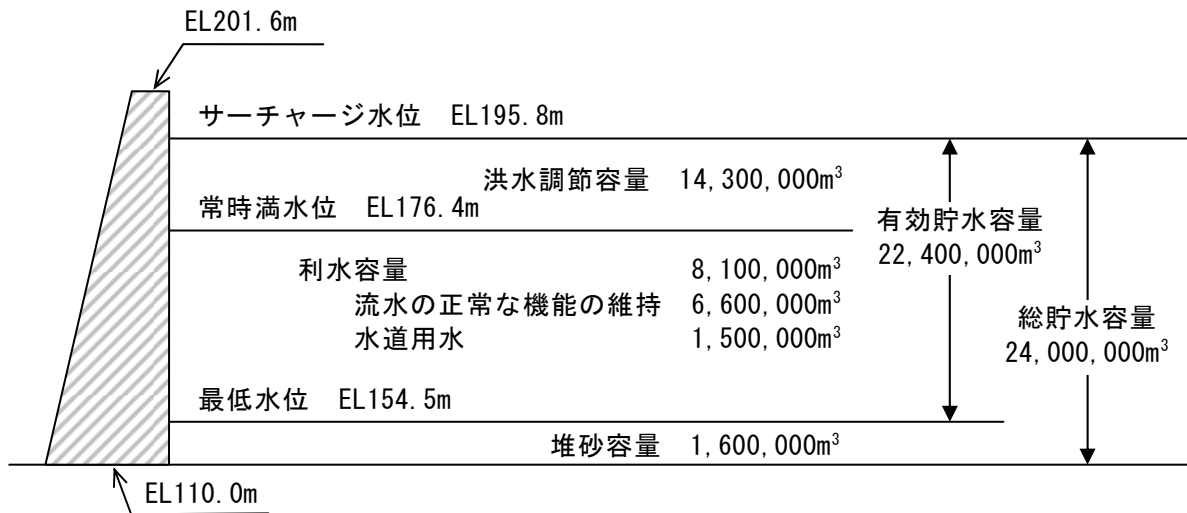 EL201.6m
サーチャージ水位 EL195.8m
洪水調節容量 14,300,000m³
常時満水位 EL176.4m
有効貯水容量
22,400,000m³
利水容量 8,100,000m³
流水の正常な機能の維持 6,600,000m³
水道用水 1,500,000m³
総貯水容量
24,000,000m³
最低水位 EL154.5m
堆砂容量 1,600,000m³
EL110.0m